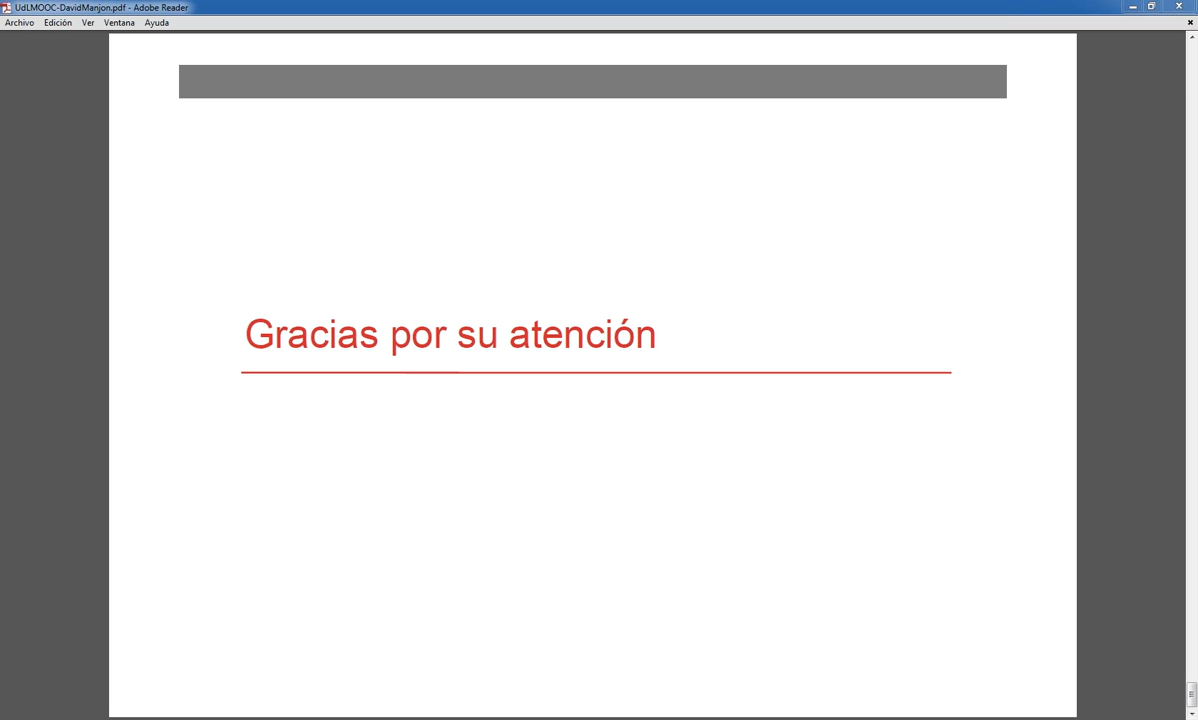 UdLMOOC-DavidManjon.pdf - Adobe Reader
Archivo Edición Ver Ventana Ayuda
Gracias por su atención